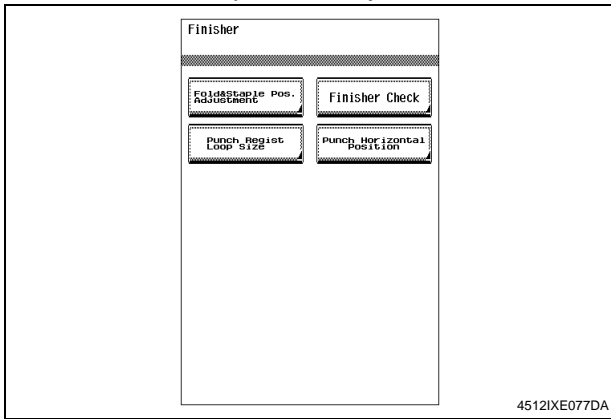 Finisher
Fold&Staple Pos.
Adjustment
Finisher Check
Punch Regist
Loop Size
Punch Horizontal
Position
4512IXE077DA